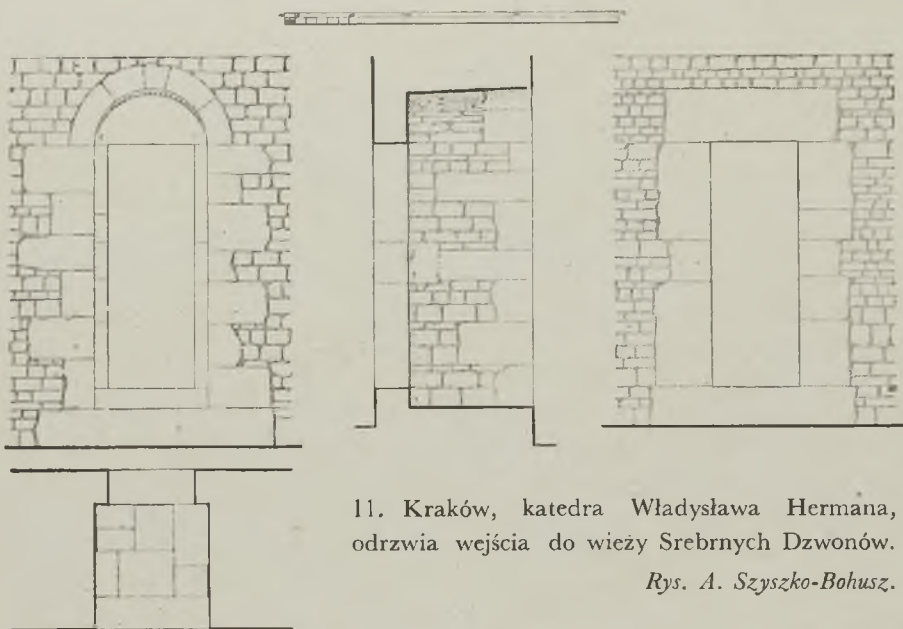 11. Kraków, katedra Władysława Hermana,
odrzwia wejścia do wieży Srebrnych Dzwonów.
Rys. A. Szyszko-Bohusz.